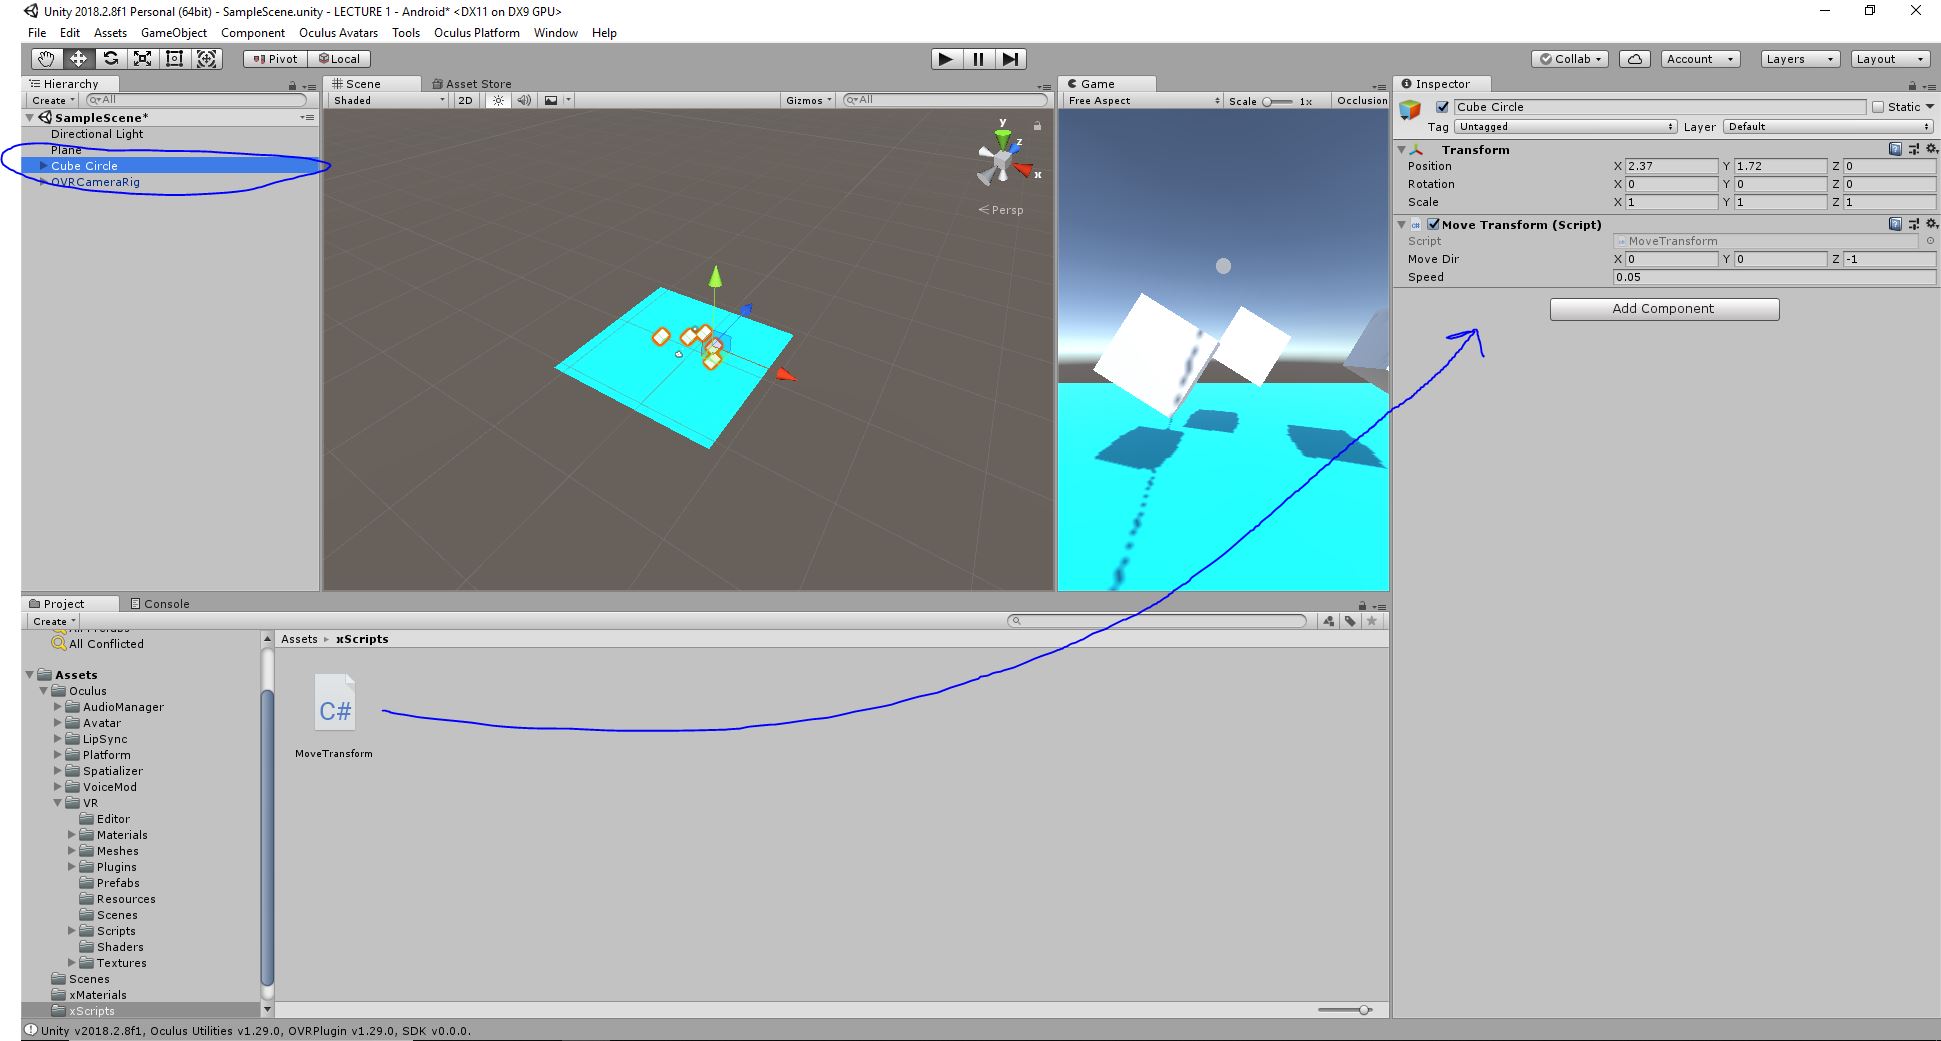 Unity 2018.2.8f1 Personal (64bit) - SampleScene.unity - LECTURE 1 - Android* <DX11 on DX9 GPU>
File Edit Assets GameObject Component Oculus Avatars Tools Oculus Platform Window Help
Pivot Local Collab Account Layers Layout
Hierarchy
Create All
SampleScene*
Directional Light
Plane
Cube Circle
OVRCameraRig
Scene Asset Store
Shaded 2D Gizmos All
y
z
x
Persp
Game
Free Aspect Scale 1x Occlusion
Inspector
Cube Circle Static
Tag Untagged Layer Default
Transform
Position X 2.37 Y 1.72 Z 0
Rotation X 0 Y 0 Z 0
Scale X 1 Y 1 Z 1
Move Transform (Script)
Script MoveTransform
Move Dir X 0 Y 0 Z -1
Speed 0.05
Add Component
Project Console
Create
All Prefabs
All Conflicted
Assets
Oculus
AudioManager
Avatar
LipSync
Platform
Spatializer
VoiceMod
VR
Editor
Materials
Meshes
Plugins
Prefabs
Resources
Scenes
Scripts
Shaders
Textures
Scenes
xMaterials
xScripts
Assets ▸ xScripts
C#
MoveTransform
Unity v2018.2.8f1, Oculus Utilities v1.29.0, OVRPlugin v1.29.0, SDK v0.0.0.